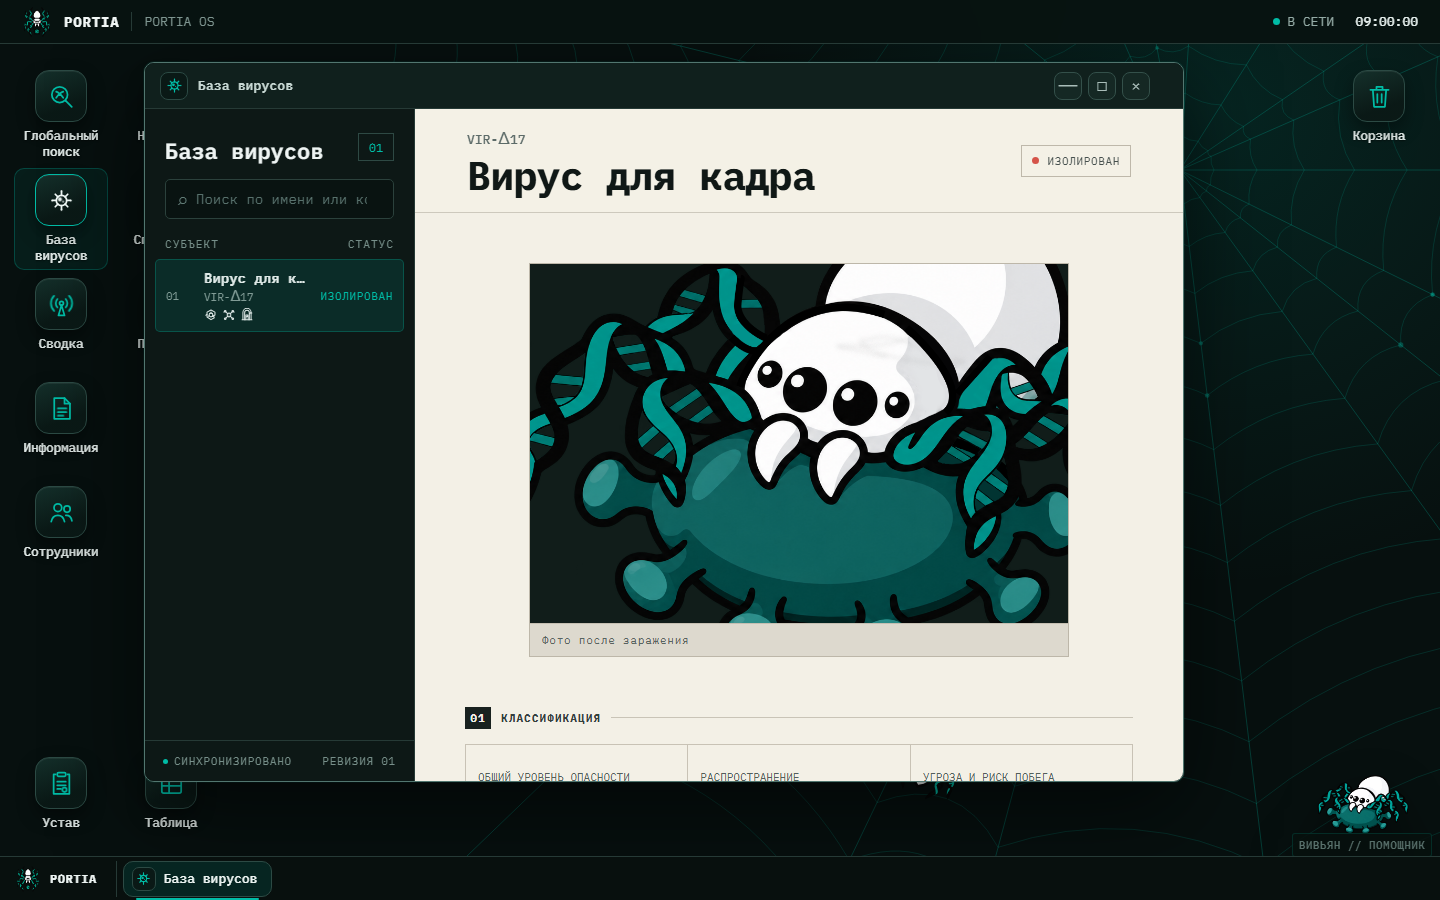 PORTIA
PORTIA OS
В СЕТИ
09:00:00
Глобальный
поиск
База
вирусов
Сводка
Информация
Сотрудники
Устав
Таблица
Корзина
База вирусов
База вирусов
01
Поиск по имени или
СУБЪЕКТ
СТАТУС
01
Вирус для к…
VIR-Δ17
ИЗОЛИРОВАН
СИНХРОНИЗИРОВАНО
РЕВИЗИЯ 01
VIR-Δ17
Вирус для кадра
ИЗОЛИРОВАН
Фото после заражения
01 КЛАССИФИКАЦИЯ
ОБЩИЙ УРОВЕНЬ ОПАСНОСТИ
РАСПРОСТРАНЕНИЕ
УГРОЗА И РИСК ПОБЕГА
ВИВЬЯН // ПОМОЩНИК
PORTIA
База вирусов